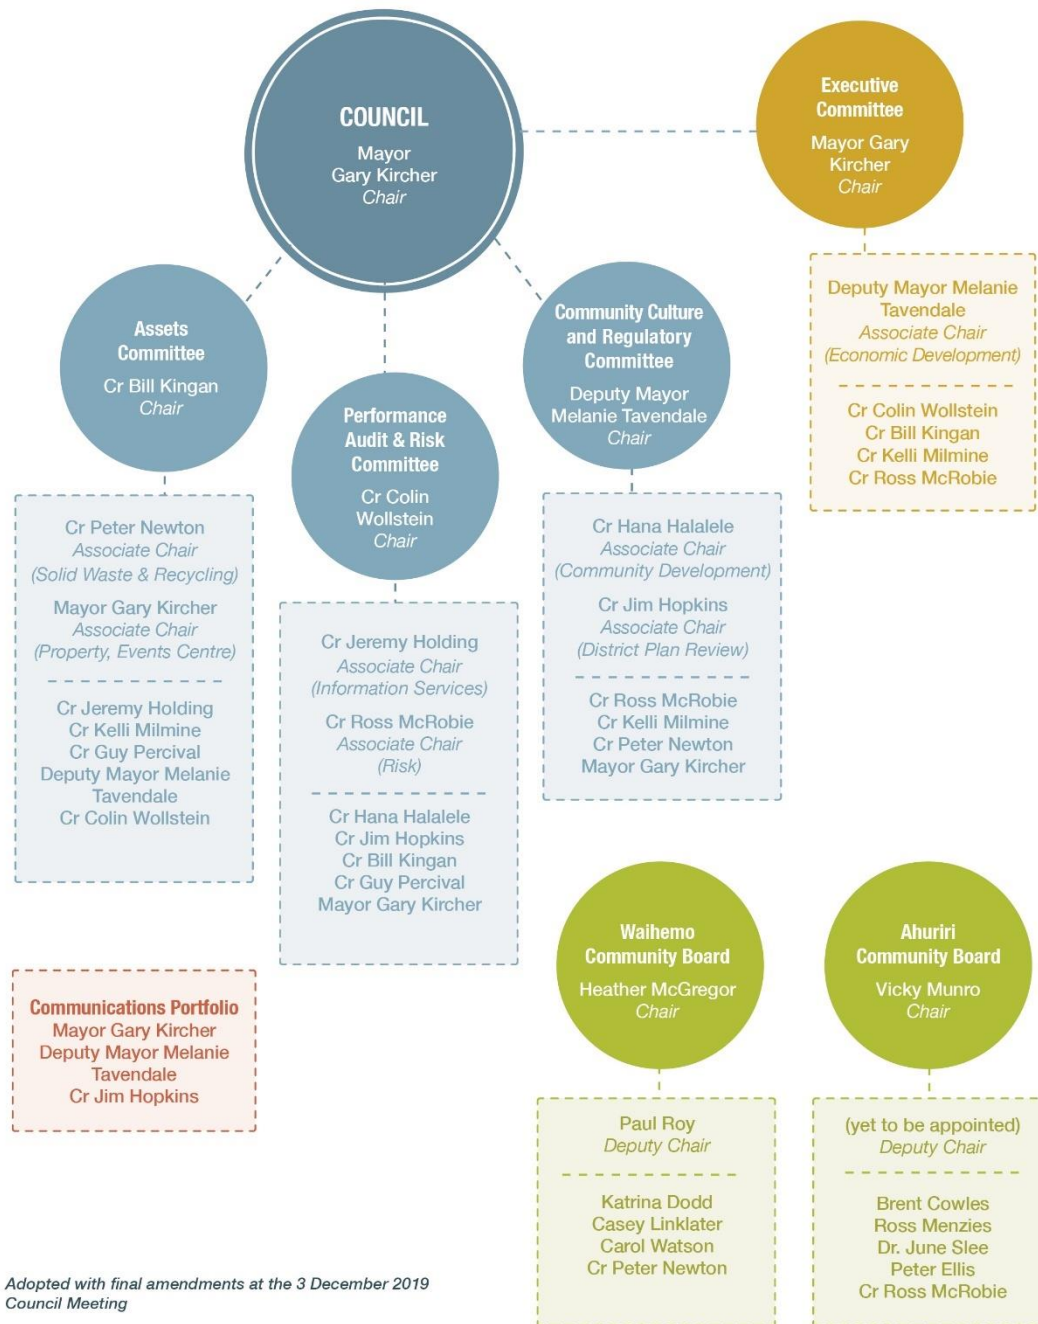 COUNCIL
Mayor
Gary Kircher
Chair
Executive
Committee
Mayor Gary
Kircher
Chair
Deputy Mayor Melanie
Tavendale
Associate Chair
(Economic Development)
Cr Colin Wollstein
Cr Bill Kingan
Cr Kelli Milmine
Cr Ross McRobie
Assets
Committee
Cr Bill Kingan
Chair
Cr Peter Newton
Associate Chair
(Solid Waste & Recycling)
Mayor Gary Kircher
Associate Chair
(Property, Events Centre)
Cr Jeremy Holding
Cr Kelli Milmine
Cr Guy Percival
Deputy Mayor Melanie
Tavendale
Cr Colin Wollstein
Performance
Audit & Risk
Committee
Cr Colin
Wollstein
Chair
Cr Jeremy Holding
Associate Chair
(Information Services)
Cr Ross McRobie
Associate Chair
(Risk)
Cr Hana Halalele
Cr Jim Hopkins
Cr Bill Kingan
Cr Guy Percival
Mayor Gary Kircher
Community Culture
and Regulatory
Committee
Deputy Mayor
Melanie Tavendale
Chair
Cr Hana Halalele
Associate Chair
(Community Development)
Cr Jim Hopkins
Associate Chair
(District Plan Review)
Cr Ross McRobie
Cr Kelli Milmine
Cr Peter Newton
Mayor Gary Kircher
Communications Portfolio
Mayor Gary Kircher
Deputy Mayor Melanie
Tavendale
Cr Jim Hopkins
Waihemo
Community Board
Heather McGregor
Chair
Paul Roy
Deputy Chair
Katrina Dodd
Casey Linklater
Carol Watson
Cr Peter Newton
Ahuriri
Community Board
Vicky Munro
Chair
(yet to be appointed)
Deputy Chair
Brent Cowles
Ross Menzies
Dr. June Slee
Peter Ellis
Cr Ross McRobie
Adopted with final amendments at the 3 December 2019
Council Meeting